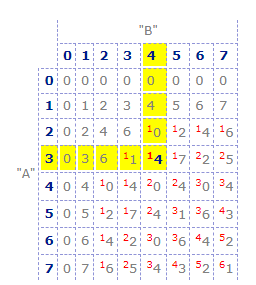 "B"
0 1 2 3 4 5 6 7
0 0 0 0 0 0 0 0 0
1 0 1 2 3 4 5 6 7
2 0 2 4 6 10 12 14 16
"A" 3 0 3 6 11 14 17 22 25
4 0 4 10 14 20 24 30 34
5 0 5 12 17 24 31 36 43
6 0 6 14 22 30 36 44 52
7 0 7 16 25 34 43 52 61